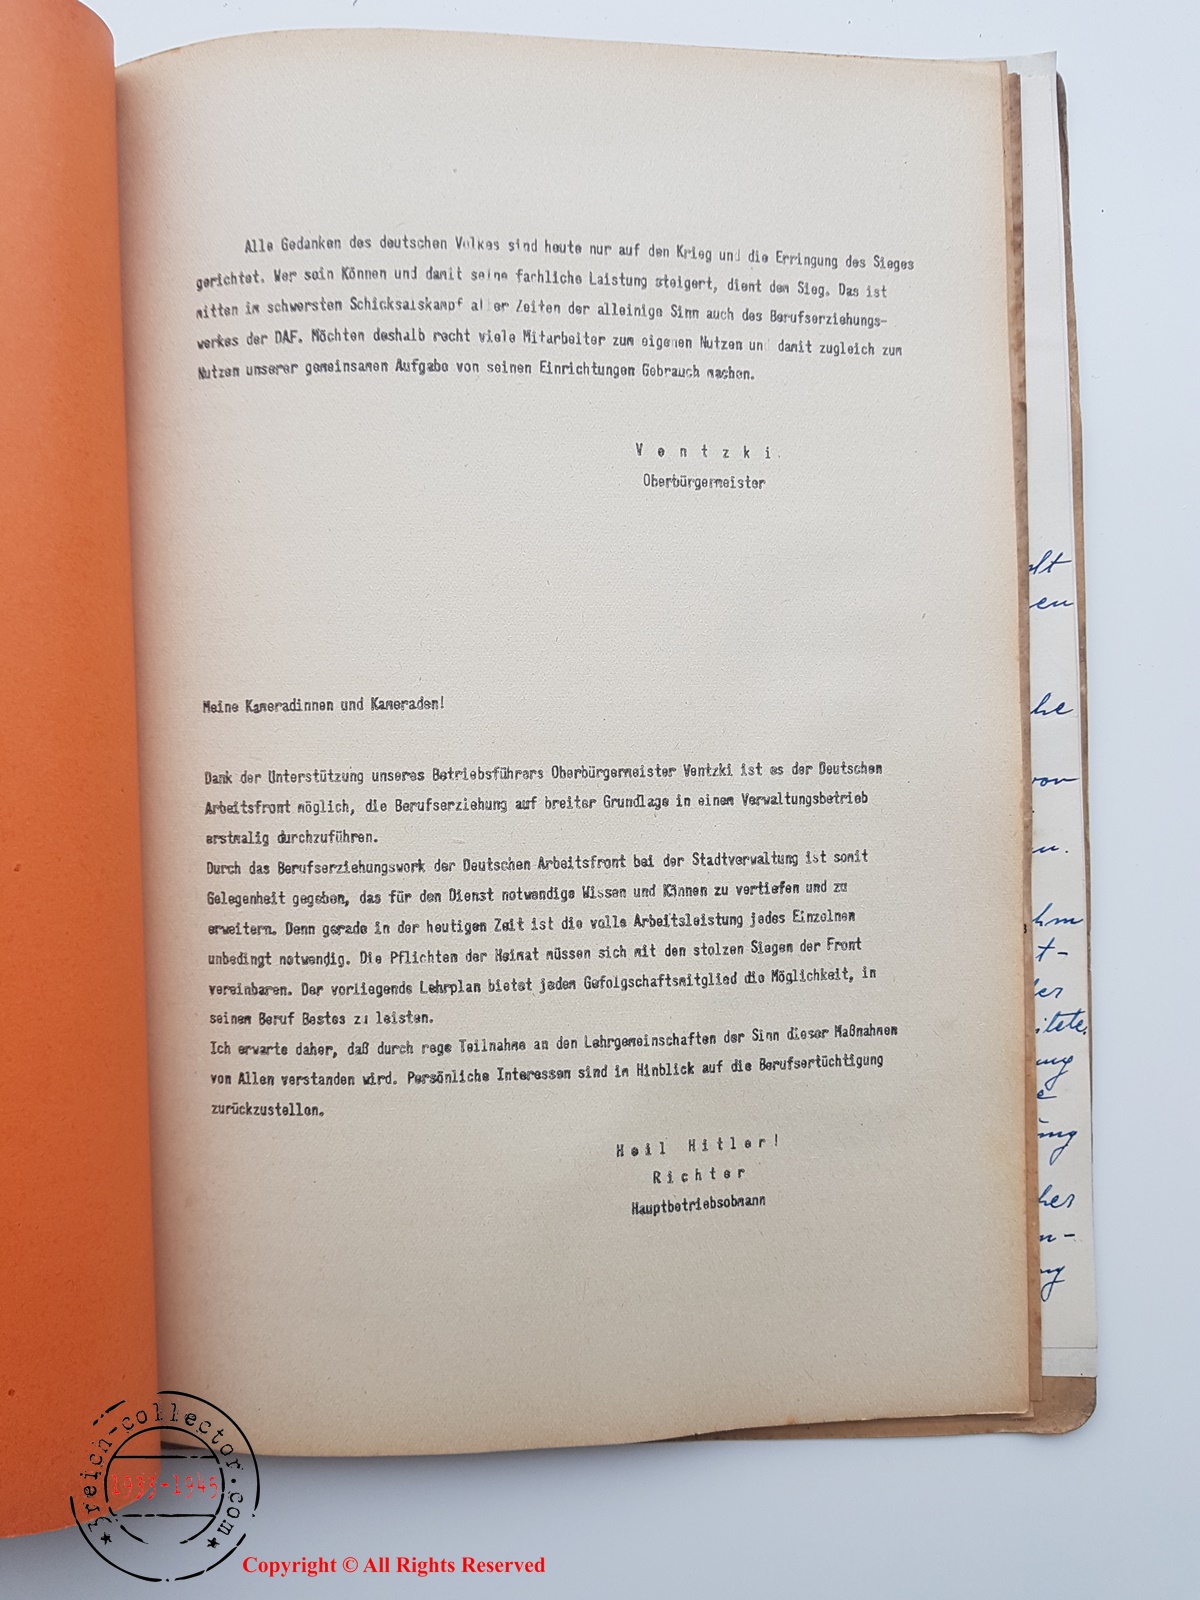 Alle Gedanken des deutschen Volkes sind heute nur auf den Krieg und die Erringung des Sieges
gerichtet. Wer sein Können und damit seine fachliche Leistung steigert, dient dem Sieg. Das ist
mitten im schwersten Schicksalskampf aller Zeiten der alleinige Sinn auch des Berufserziehungs-
werkes der DAF. Möchten deshalb recht viele Mitarbeiter zum eigenen Nutzen und damit zugleich zum
Nutzen unserer gemeinsamen Aufgabe von seinen Einrichtungen Gebrauch machen.
V e n t z k i
Oberbürgermeister
Meine Kameradinnen und Kameraden!
Dank der Unterstützung unseres Betriebsführers Oberbürgermeister Ventzki ist es der Deutschen
Arbeitsfront möglich, die Berufserziehung auf breiter Grundlage in einem Verwaltungsbetrieb
erstmalig durchzuführen.
Durch das Berufserziehungswerk der Deutschen Arbeitsfront bei der Stadtverwaltung ist somit
Gelegenheit gegeben, das für den Dienst notwendige Wissen und Können zu vertiefen und zu
erweitern. Denn gerade in der heutigen Zeit ist die volle Arbeitsleistung jedes Einzelnen
unbedingt notwendig. Die Pflichten der Heimat müssen sich mit den stolzen Siegen der Front
vereinbaren. Der vorliegende Lehrplan bietet jedem Gefolgschaftsmitglied die Möglichkeit, in
seinem Beruf Bestes zu leisten.
Ich erwarte daher, daß durch rege Teilnahme an den Lehrgemeinschaften der Sinn dieser Maßnahmen
von Allen verstanden wird. Persönliche Interessen sind im Hinblick auf die Berufsertüchtigung
zurückzustellen.
H e i l H i t l e r !
R i c h t e r
Hauptbetriebsobmann
3reich-collector.com
1933-1945
Copyright © All Rights Reserved